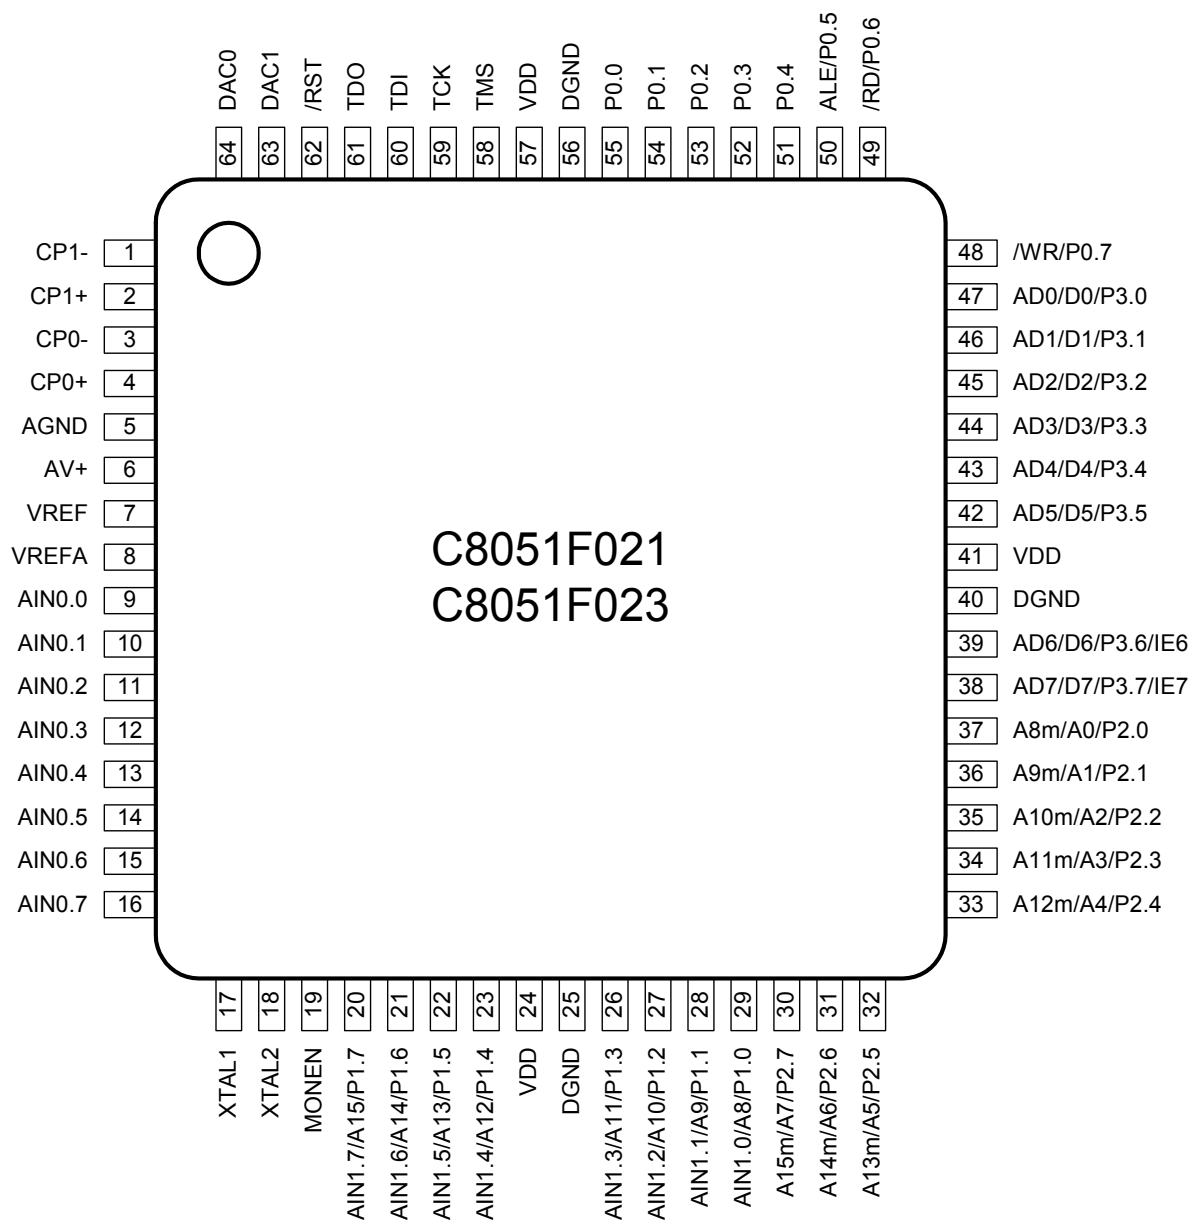 DAC0
DAC1
/RST
TDO
TDI
TCK
TMS
VDD
DGND
P0.0
P0.1
P0.2
P0.3
P0.4
ALE/P0.5
/RD/P0.6
64
63
62
61
60
59
58
57
56
55
54
53
52
51
50
49
CP1- 1
CP1+ 2
CP0- 3
CP0+ 4
AGND 5
AV+ 6
VREF 7
VREFA 8
AIN0.0 9
AIN0.1 10
AIN0.2 11
AIN0.3 12
AIN0.4 13
AIN0.5 14
AIN0.6 15
AIN0.7 16
C8051F021
C8051F023
48 /WR/P0.7
47 AD0/D0/P3.0
46 AD1/D1/P3.1
45 AD2/D2/P3.2
44 AD3/D3/P3.3
43 AD4/D4/P3.4
42 AD5/D5/P3.5
41 VDD
40 DGND
39 AD6/D6/P3.6/IE6
38 AD7/D7/P3.7/IE7
37 A8m/A0/P2.0
36 A9m/A1/P2.1
35 A10m/A2/P2.2
34 A11m/A3/P2.3
33 A12m/A4/P2.4
17
18
19
20
21
22
23
24
25
26
27
28
29
30
31
32
XTAL1
XTAL2
MONEN
AIN1.7/A15/P1.7
AIN1.6/A14/P1.6
AIN1.5/A13/P1.5
AIN1.4/A12/P1.4
VDD
DGND
AIN1.3/A11/P1.3
AIN1.2/A10/P1.2
AIN1.1/A9/P1.1
AIN1.0/A8/P1.0
A15m/A7/P2.7
A14m/A6/P2.6
A13m/A5/P2.5